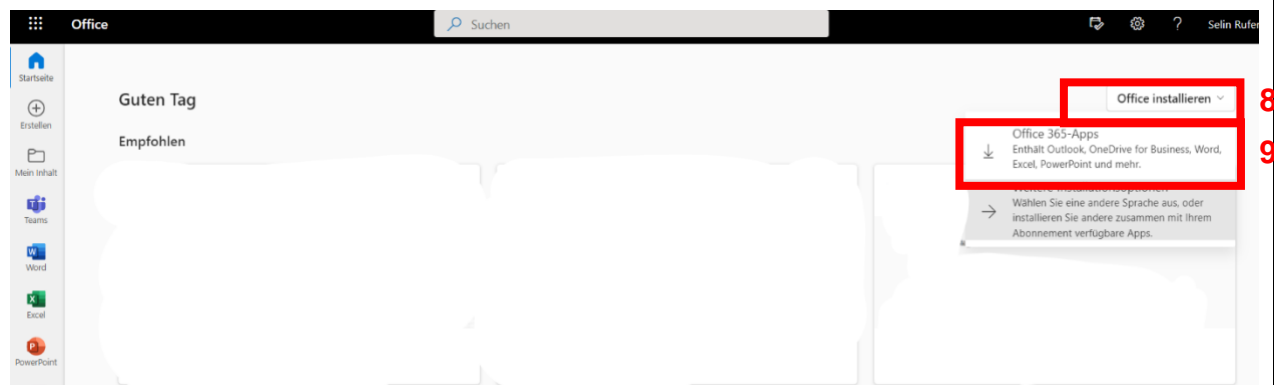 Office
Suchen
?
Selin Rufer
Startseite
Guten Tag
Office installieren
8
Erstellen
Empfohlen
Office 365-Apps
Enthält Outlook, OneDrive for Business, Word,
Excel, PowerPoint und mehr.
9
Mein Inhalt
Weitere Installationsoptionen
Wählen Sie eine andere Sprache aus, oder
installieren Sie andere zusammen mit Ihrem
Abonnement verfügbare Apps.
Teams
Word
Excel
PowerPoint